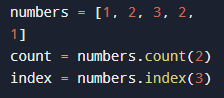 numbers = [1, 2, 3, 2,
1]
count = numbers.count(2)
index = numbers.index(3)